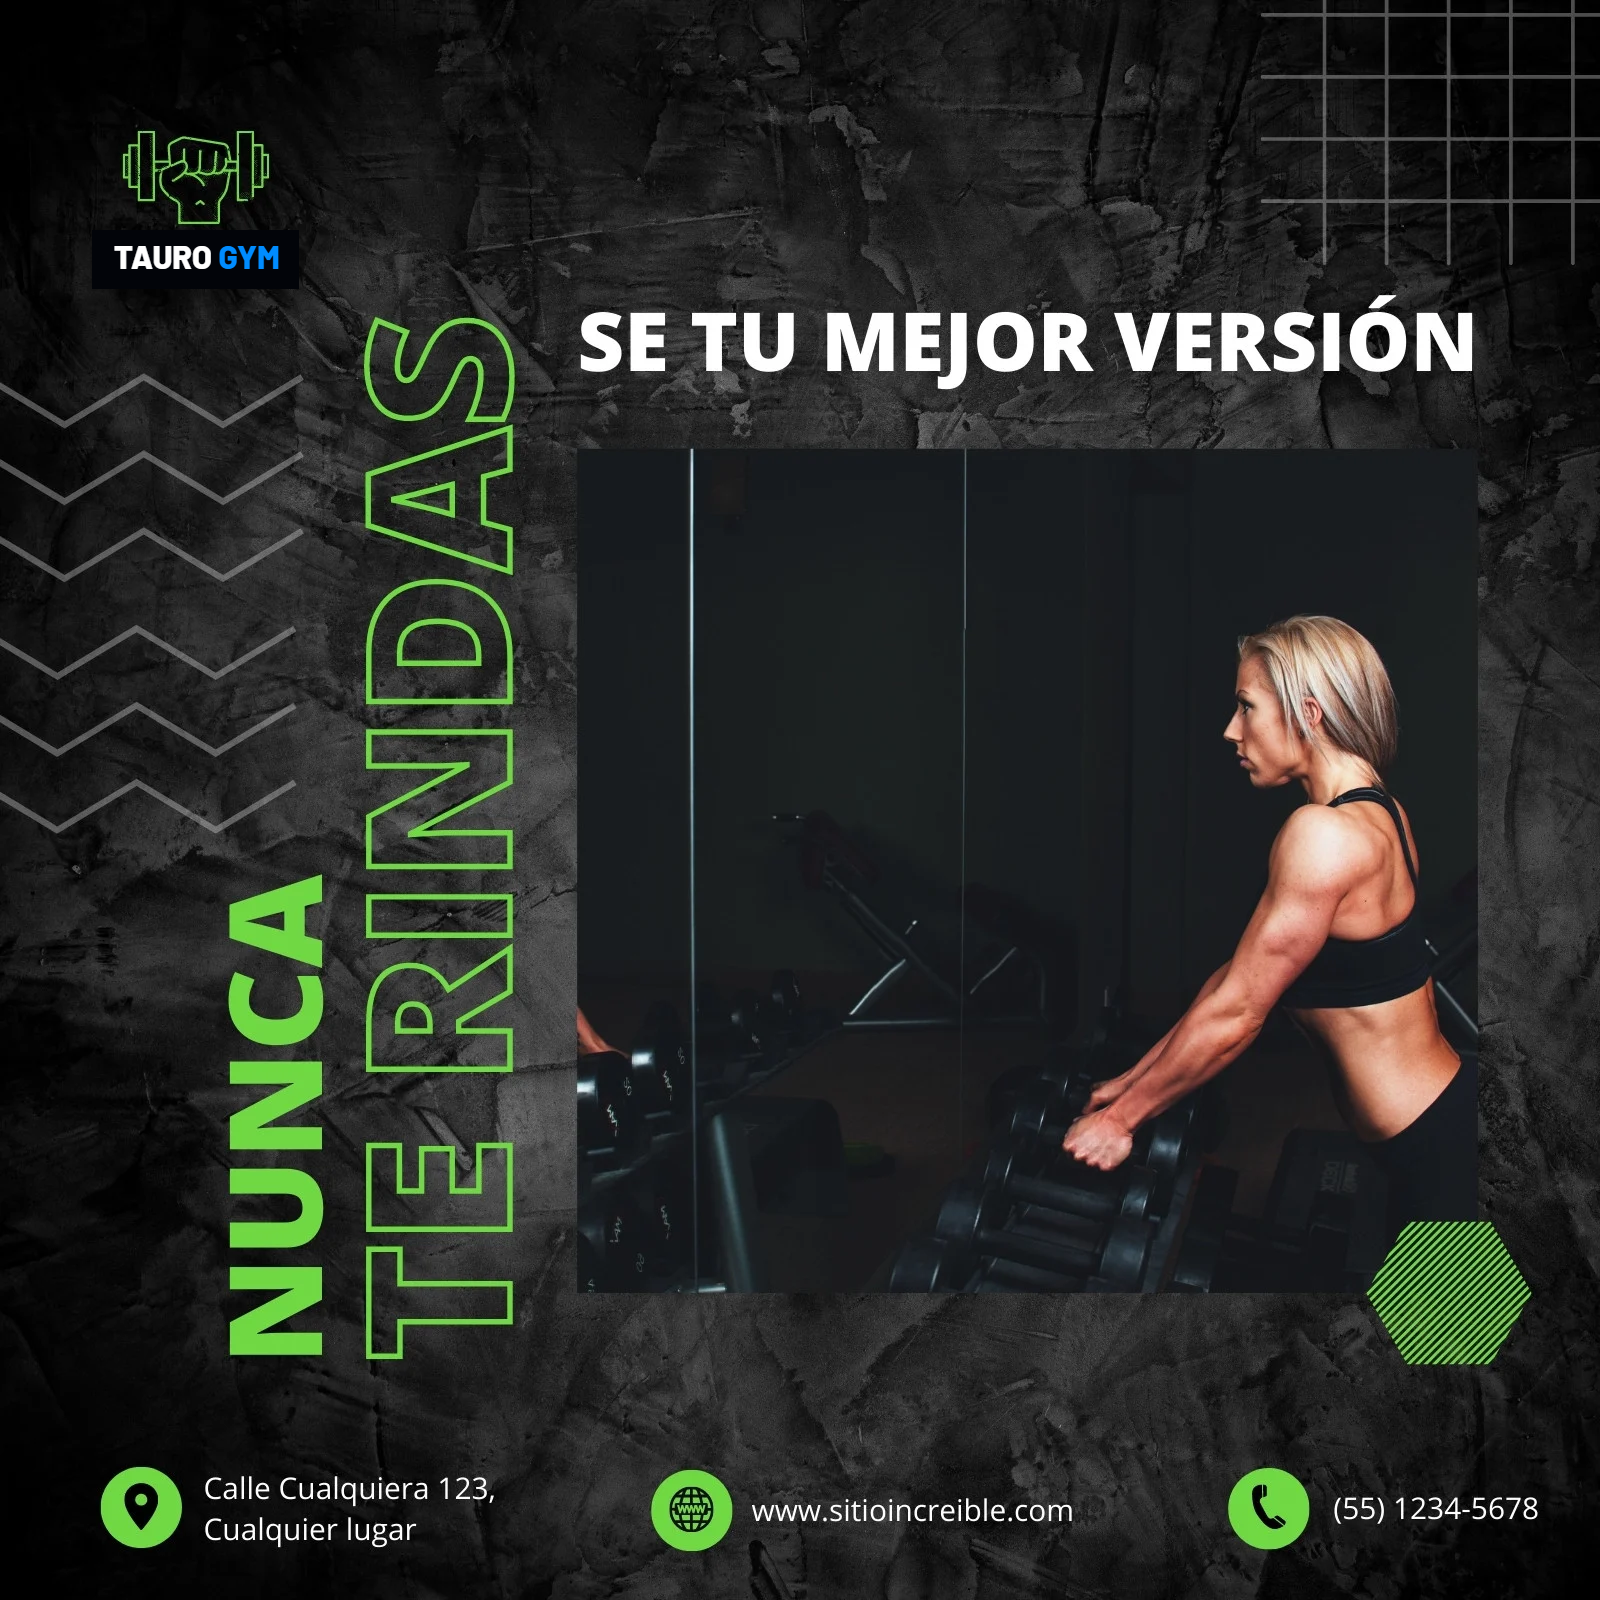 TAURO GYM
SE TU MEJOR VERSIÓN
NUNCA
TE RINDAS
Calle Cualquiera 123,
Cualquier lugar
www
www.sitioincreible.com
(55) 1234-5678